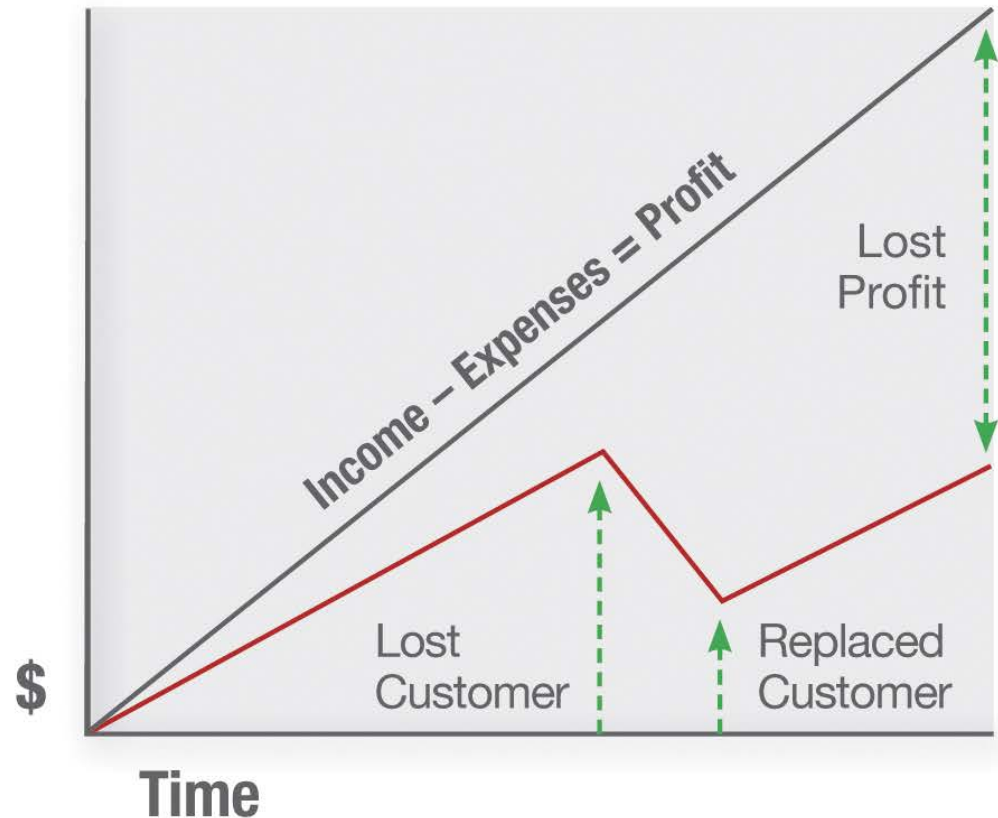 Income – Expenses = Profit
Lost
Profit
Lost
Customer
Replaced
Customer
$
Time